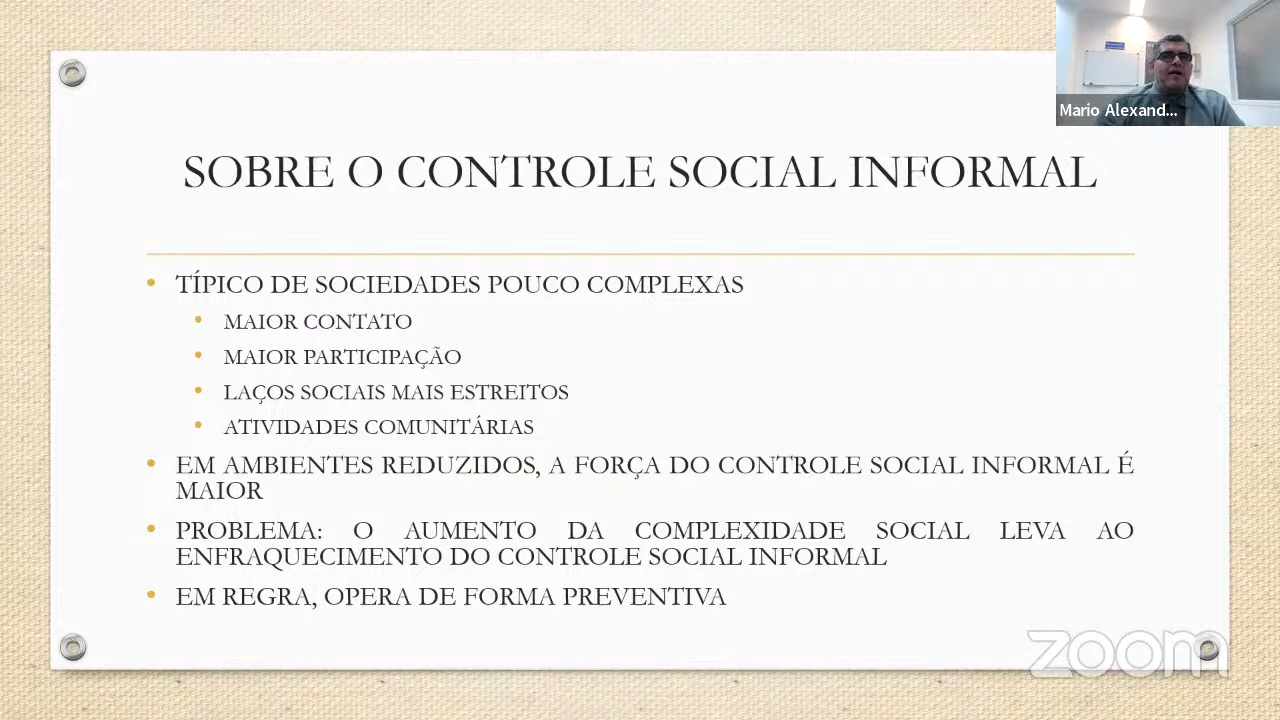 Mario Alexand...
SOBRE O CONTROLE SOCIAL INFORMAL
• TÍPICO DE SOCIEDADES POUCO COMPLEXAS
• MAIOR CONTATO
• MAIOR PARTICIPAÇÃO
• LAÇOS SOCIAIS MAIS ESTREITOS
• ATIVIDADES COMUNITÁRIAS
• EM AMBIENTES REDUZIDOS, A FORÇA DO CONTROLE SOCIAL INFORMAL É
MAIOR
• PROBLEMA: O AUMENTO DA COMPLEXIDADE SOCIAL LEVA AO
ENFRAQUECIMENTO DO CONTROLE SOCIAL INFORMAL
• EM REGRA, OPERA DE FORMA PREVENTIVA
zoom